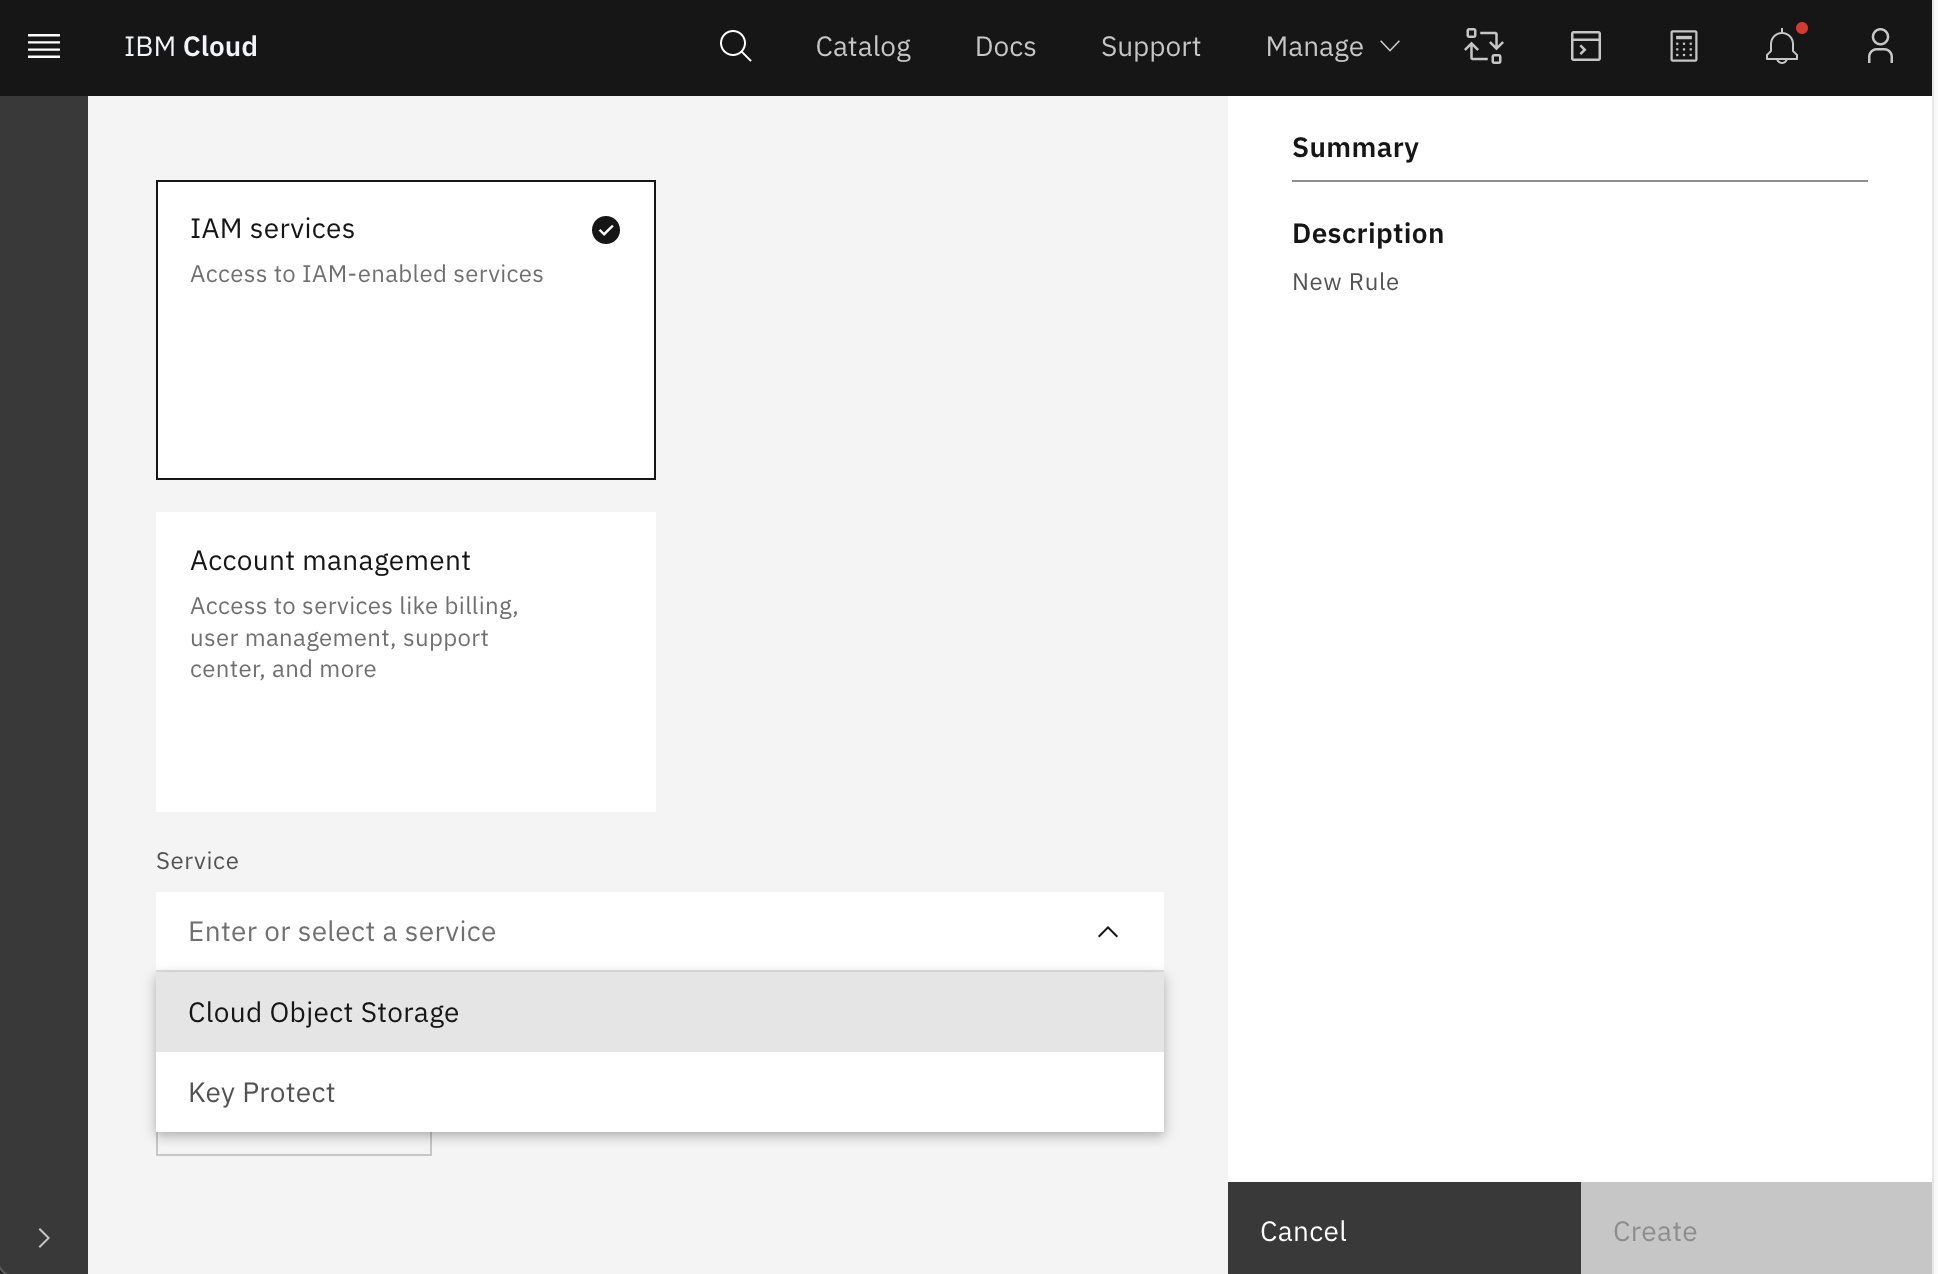 IBM Cloud
Catalog
Docs
Support
Manage
IAM services
Access to IAM-enabled services
Account management
Access to services like billing,
user management, support
center, and more
Service
Enter or select a service
Cloud Object Storage
Key Protect
Summary
Description
New Rule
Cancel
Create